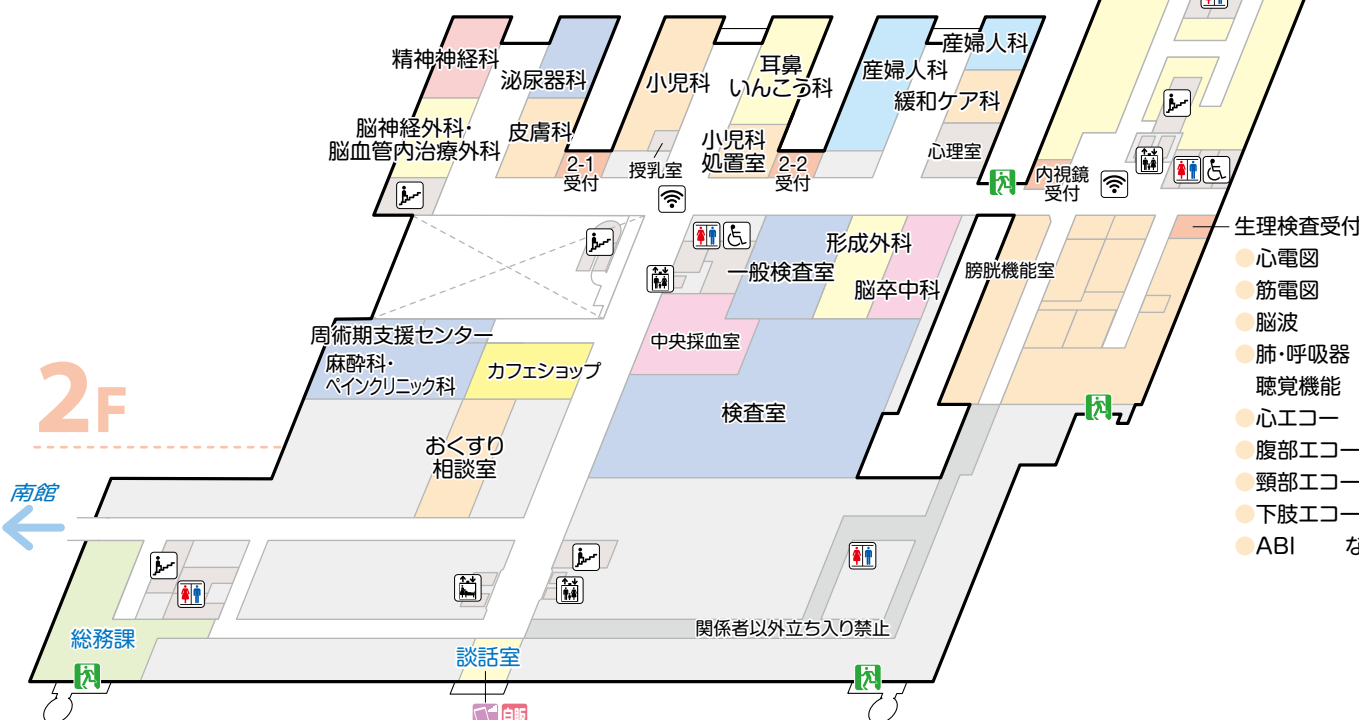 精神神経科
泌尿器科
小児科
耳鼻
いんこう科
産婦人科
産婦人科
緩和ケア科
脳神経外科・
脳血管内治療外科
皮膚科
2-1
受付
授乳室
小児科
処置室
2-2
受付
心理室
内視鏡
受付
生理検査受付
心電図
筋電図
脳波
肺・呼吸器
聴覚機能
心エコー
腹部エコー
頸部エコー
下肢エコー
ABI な
一般検査室
形成外科
脳卒中科
膀胱機能室
中央採血室
周術期支援センター
麻酔科・
ペインクリニック科
カフェショップ
検査室
2F
おくすり
相談室
南館
総務課
談話室
関係者以外立ち入り禁止
自販